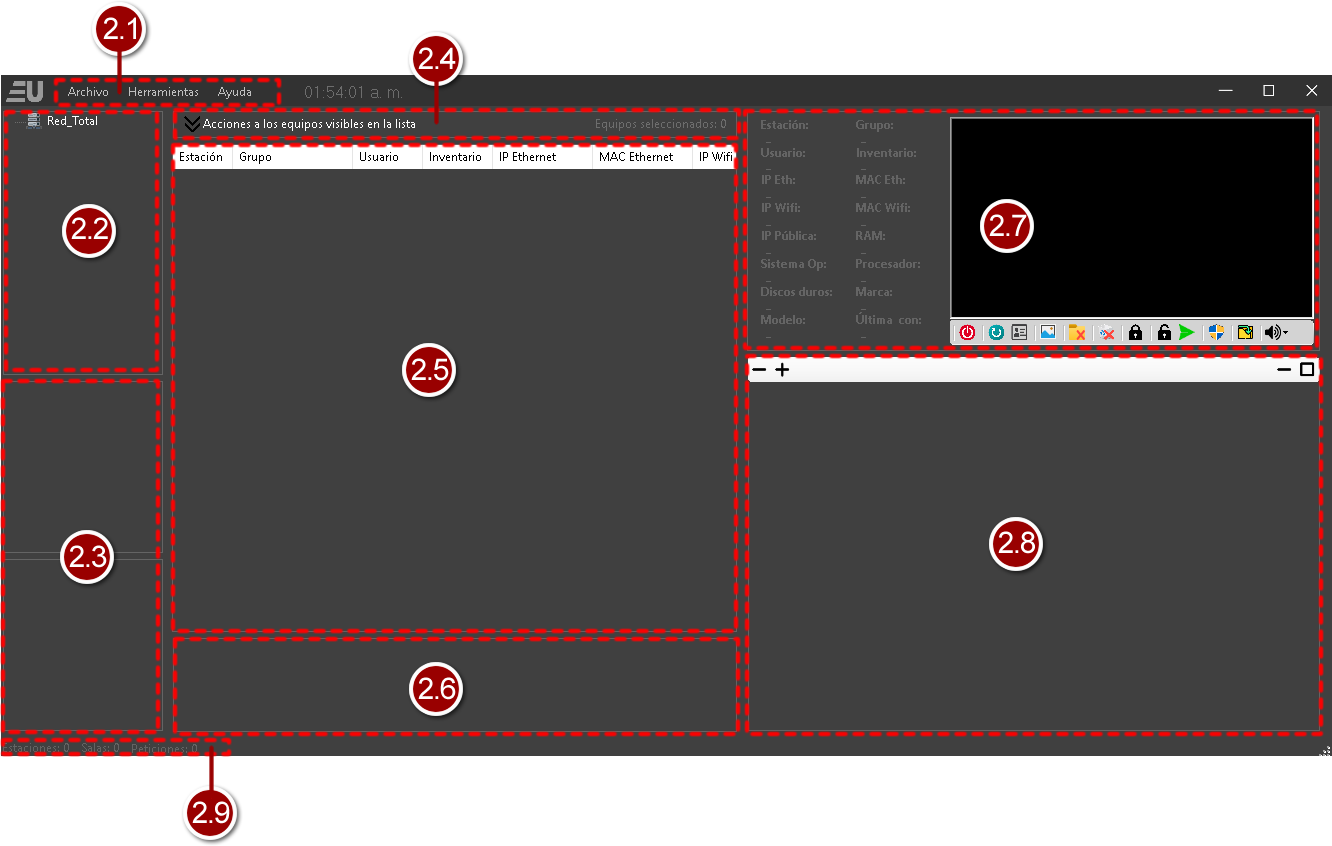 2.1
2.4
EU
Archivo Herramientas Ayuda 01:54:01 a. m.
Red_Total
Acciones a los equipos visibles en la lista Equipos seleccionados: 0
Estación Grupo Usuario Inventario IP Ethernet MAC Ethernet IP Wifi
Estación: Grupo:
- -
Usuario: Inventario:
- -
IP Eth: MAC Eth:
- -
IP Wifi: MAC Wifi:
- -
IP Pública: RAM:
- -
Sistema Op: Procesador:
- -
Discos duros: Marca:
- -
Modelo: Última con:
- -
2.2
2.7
2.5
2.3
2.8
2.6
Estaciones: 0 Salas: 0 Peticiones: 0
2.9